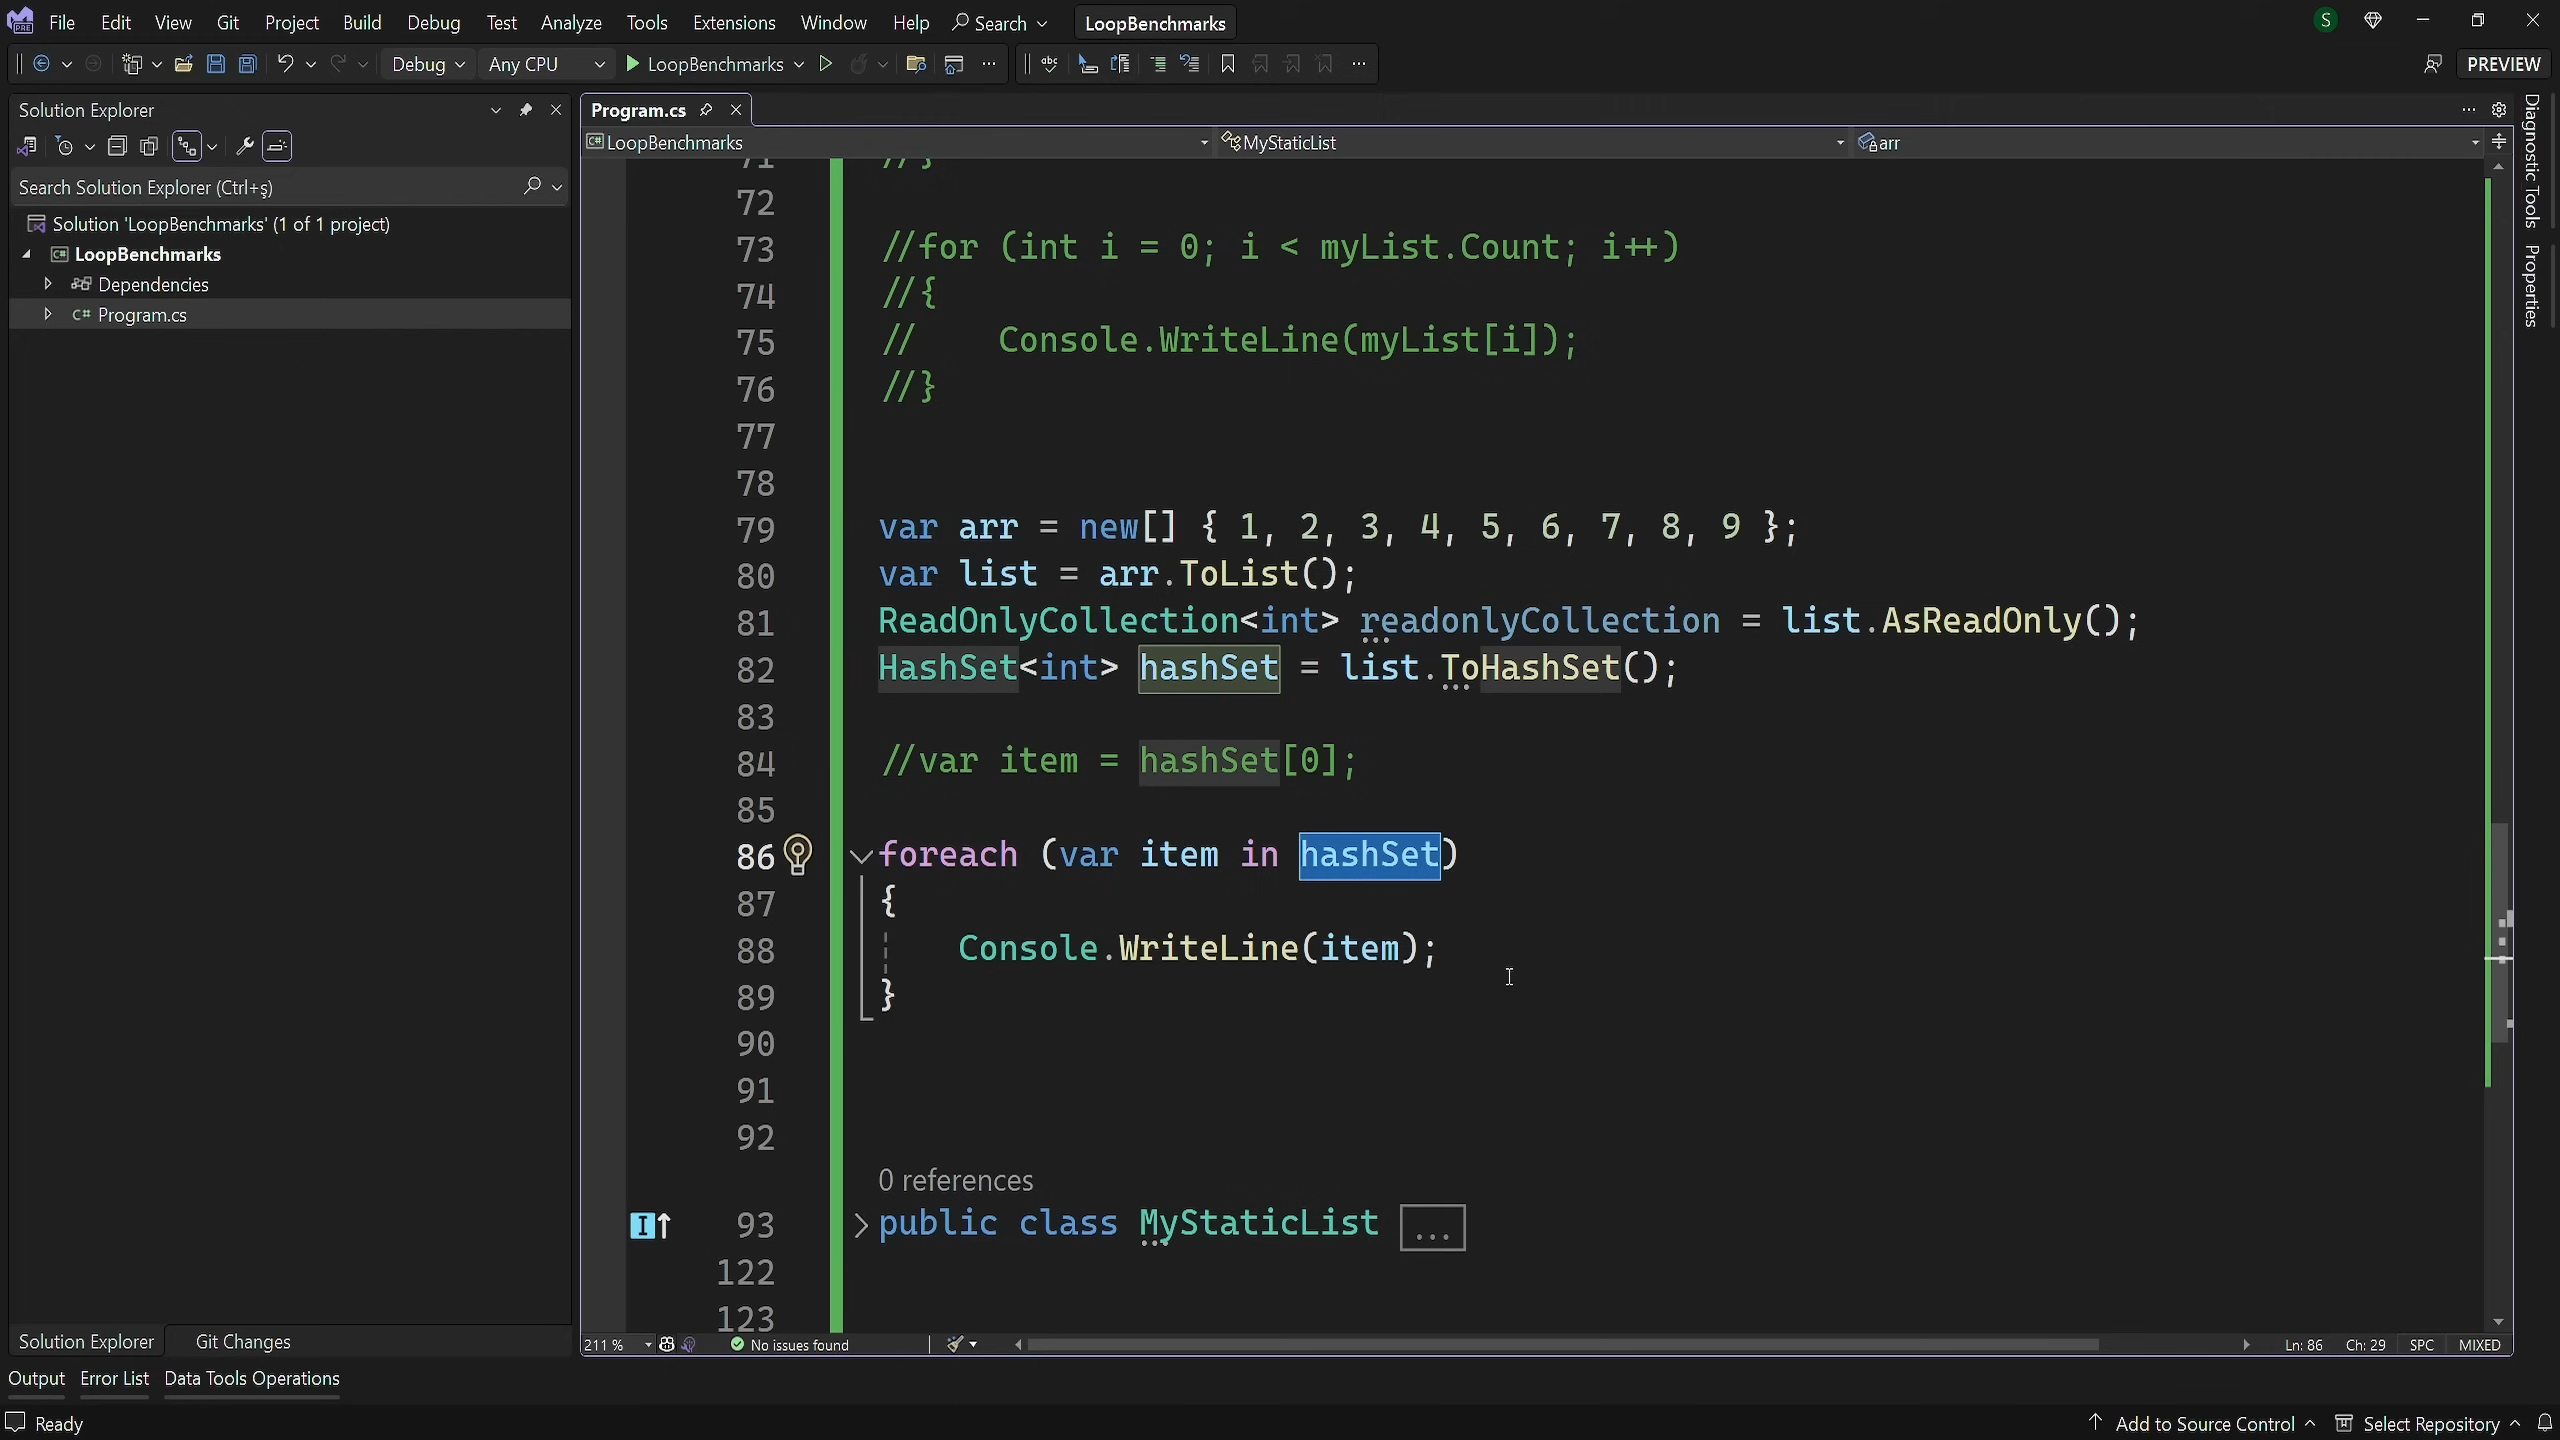 File Edit View Git Project Build Debug Test Analyze Tools Extensions Window Help Search LoopBenchmarks S
Debug Any CPU LoopBenchmarks PREVIEW
Solution Explorer
Search Solution Explorer (Ctrl+ş)
Solution 'LoopBenchmarks' (1 of 1 project)
LoopBenchmarks
Dependencies
C# Program.cs
Solution Explorer Git Changes
Program.cs
LoopBenchmarks MyStaticList arr
71 //}
72
73 //for (int i = 0; i < myList.Count; i++)
74 //{
75 // Console.WriteLine(myList[i]);
76 //}
77
78
79 var arr = new[] { 1, 2, 3, 4, 5, 6, 7, 8, 9 };
80 var list = arr.ToList();
81 ReadOnlyCollection<int> readonlyCollection = list.AsReadOnly();
82 HashSet<int> hashSet = list.ToHashSet();
83
84 //var item = hashSet[0];
85
86 foreach (var item in hashSet)
87 {
88 Console.WriteLine(item);
89 }
90
91
92
0 references
93 public class MyStaticList ...
122
123
211 % No issues found Ln: 86 Ch: 29 SPC MIXED
Diagnostic Tools
Properties
Output Error List Data Tools Operations
Ready Add to Source Control Select Repository